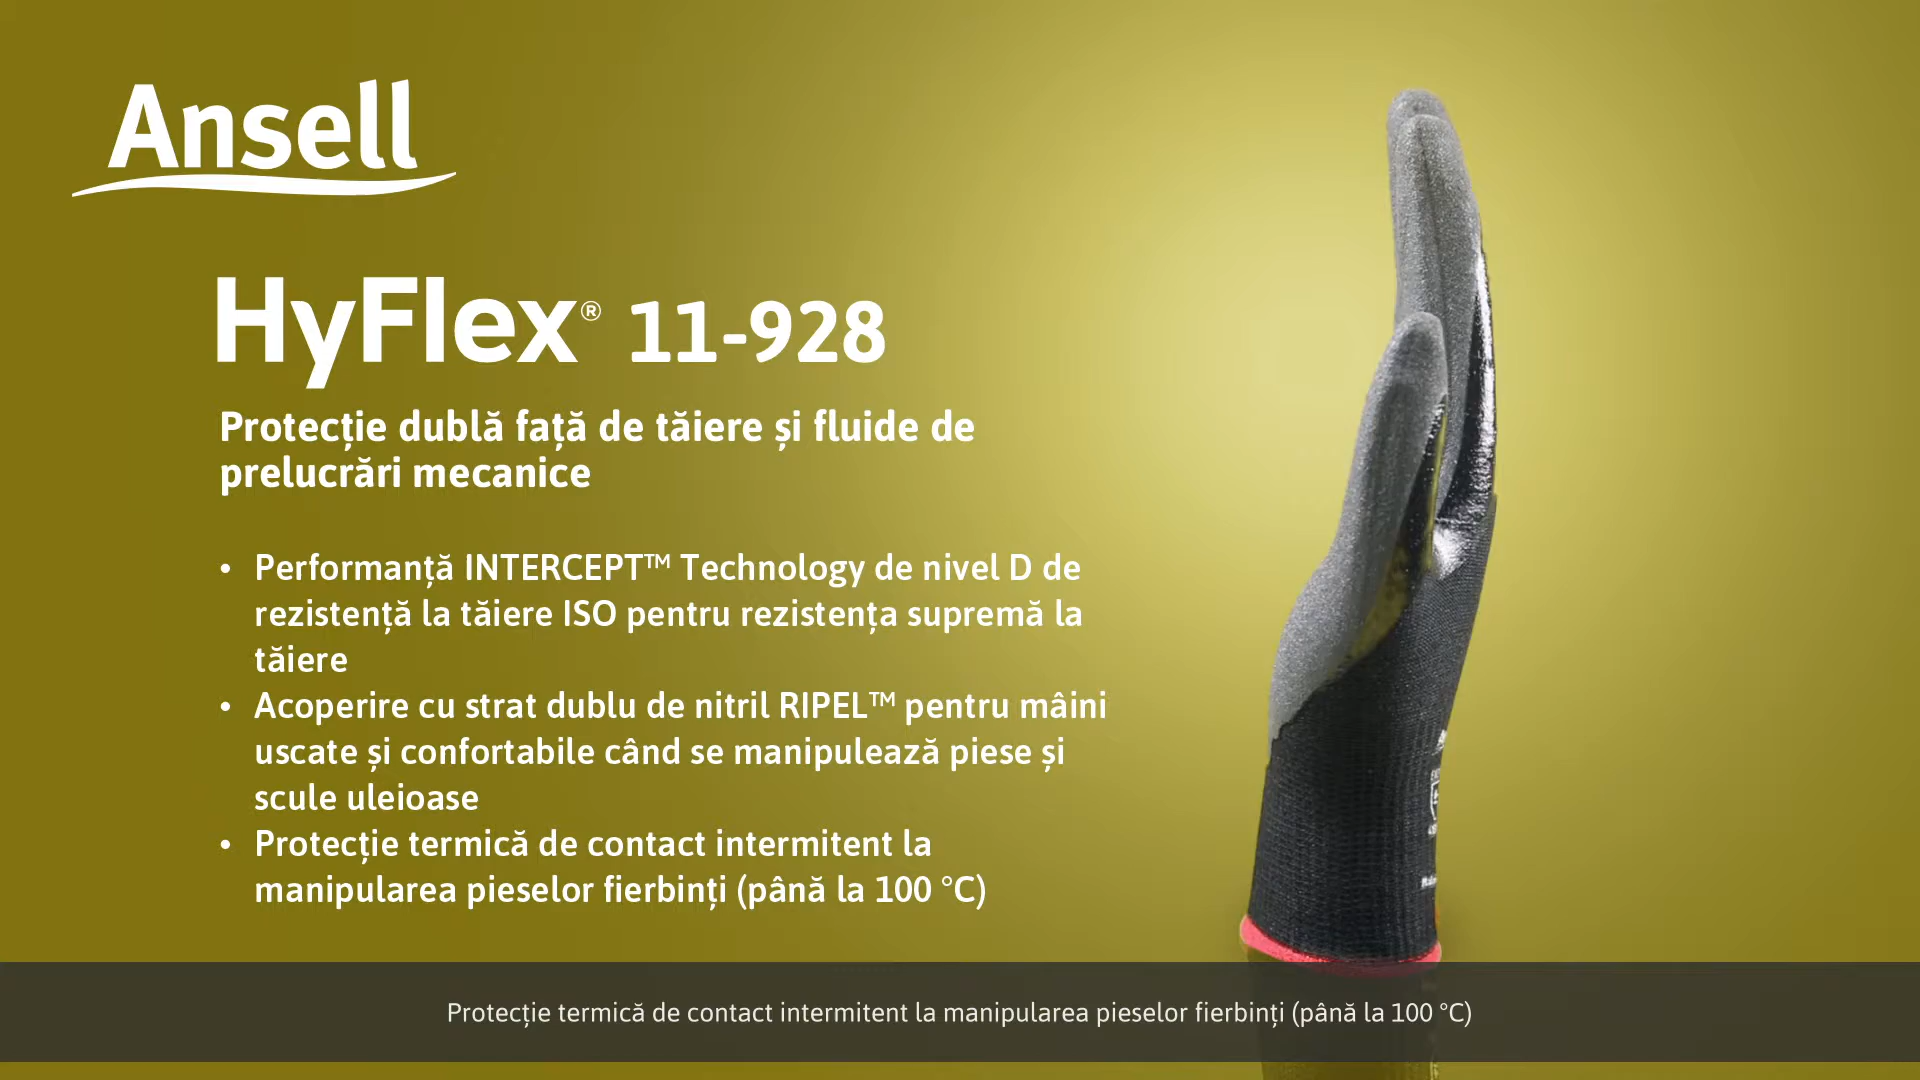 Ansell
HyFlex® 11-928
Protecție dublă față de tăiere și fluide de
prelucrări mecanice
• Performanță INTERCEPT™ Technology de nivel D de
rezistență la tăiere ISO pentru rezistența supremă la
tăiere
• Acoperire cu strat dublu de nitril RIPEL™ pentru mâini
uscate și confortabile când se manipulează piese și
scule uleioase
• Protecție termică de contact intermitent la
manipularea pieselor fierbinți (până la 100 °C)
Protecție termică de contact intermitent la manipularea pieselor fierbinți (până la 100 °C)